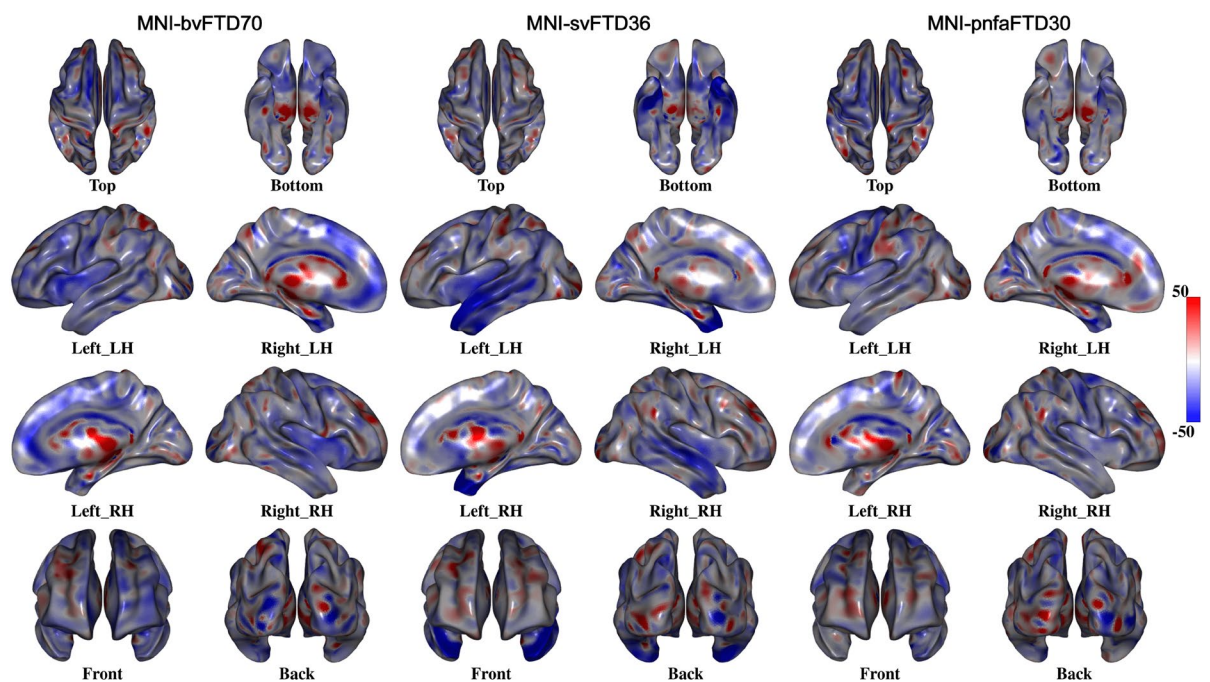 MNI-bvFTD70 MNI-svFTD36 MNI-pnfaFTD30
Top Bottom Top Bottom Top Bottom
Left_LH Right_LH Left_LH Right_LH Left_LH Right_LH
50
-50
Left_RH Right_RH Left_RH Right_RH Left_RH Right_RH
Front Back Front Back Front Back